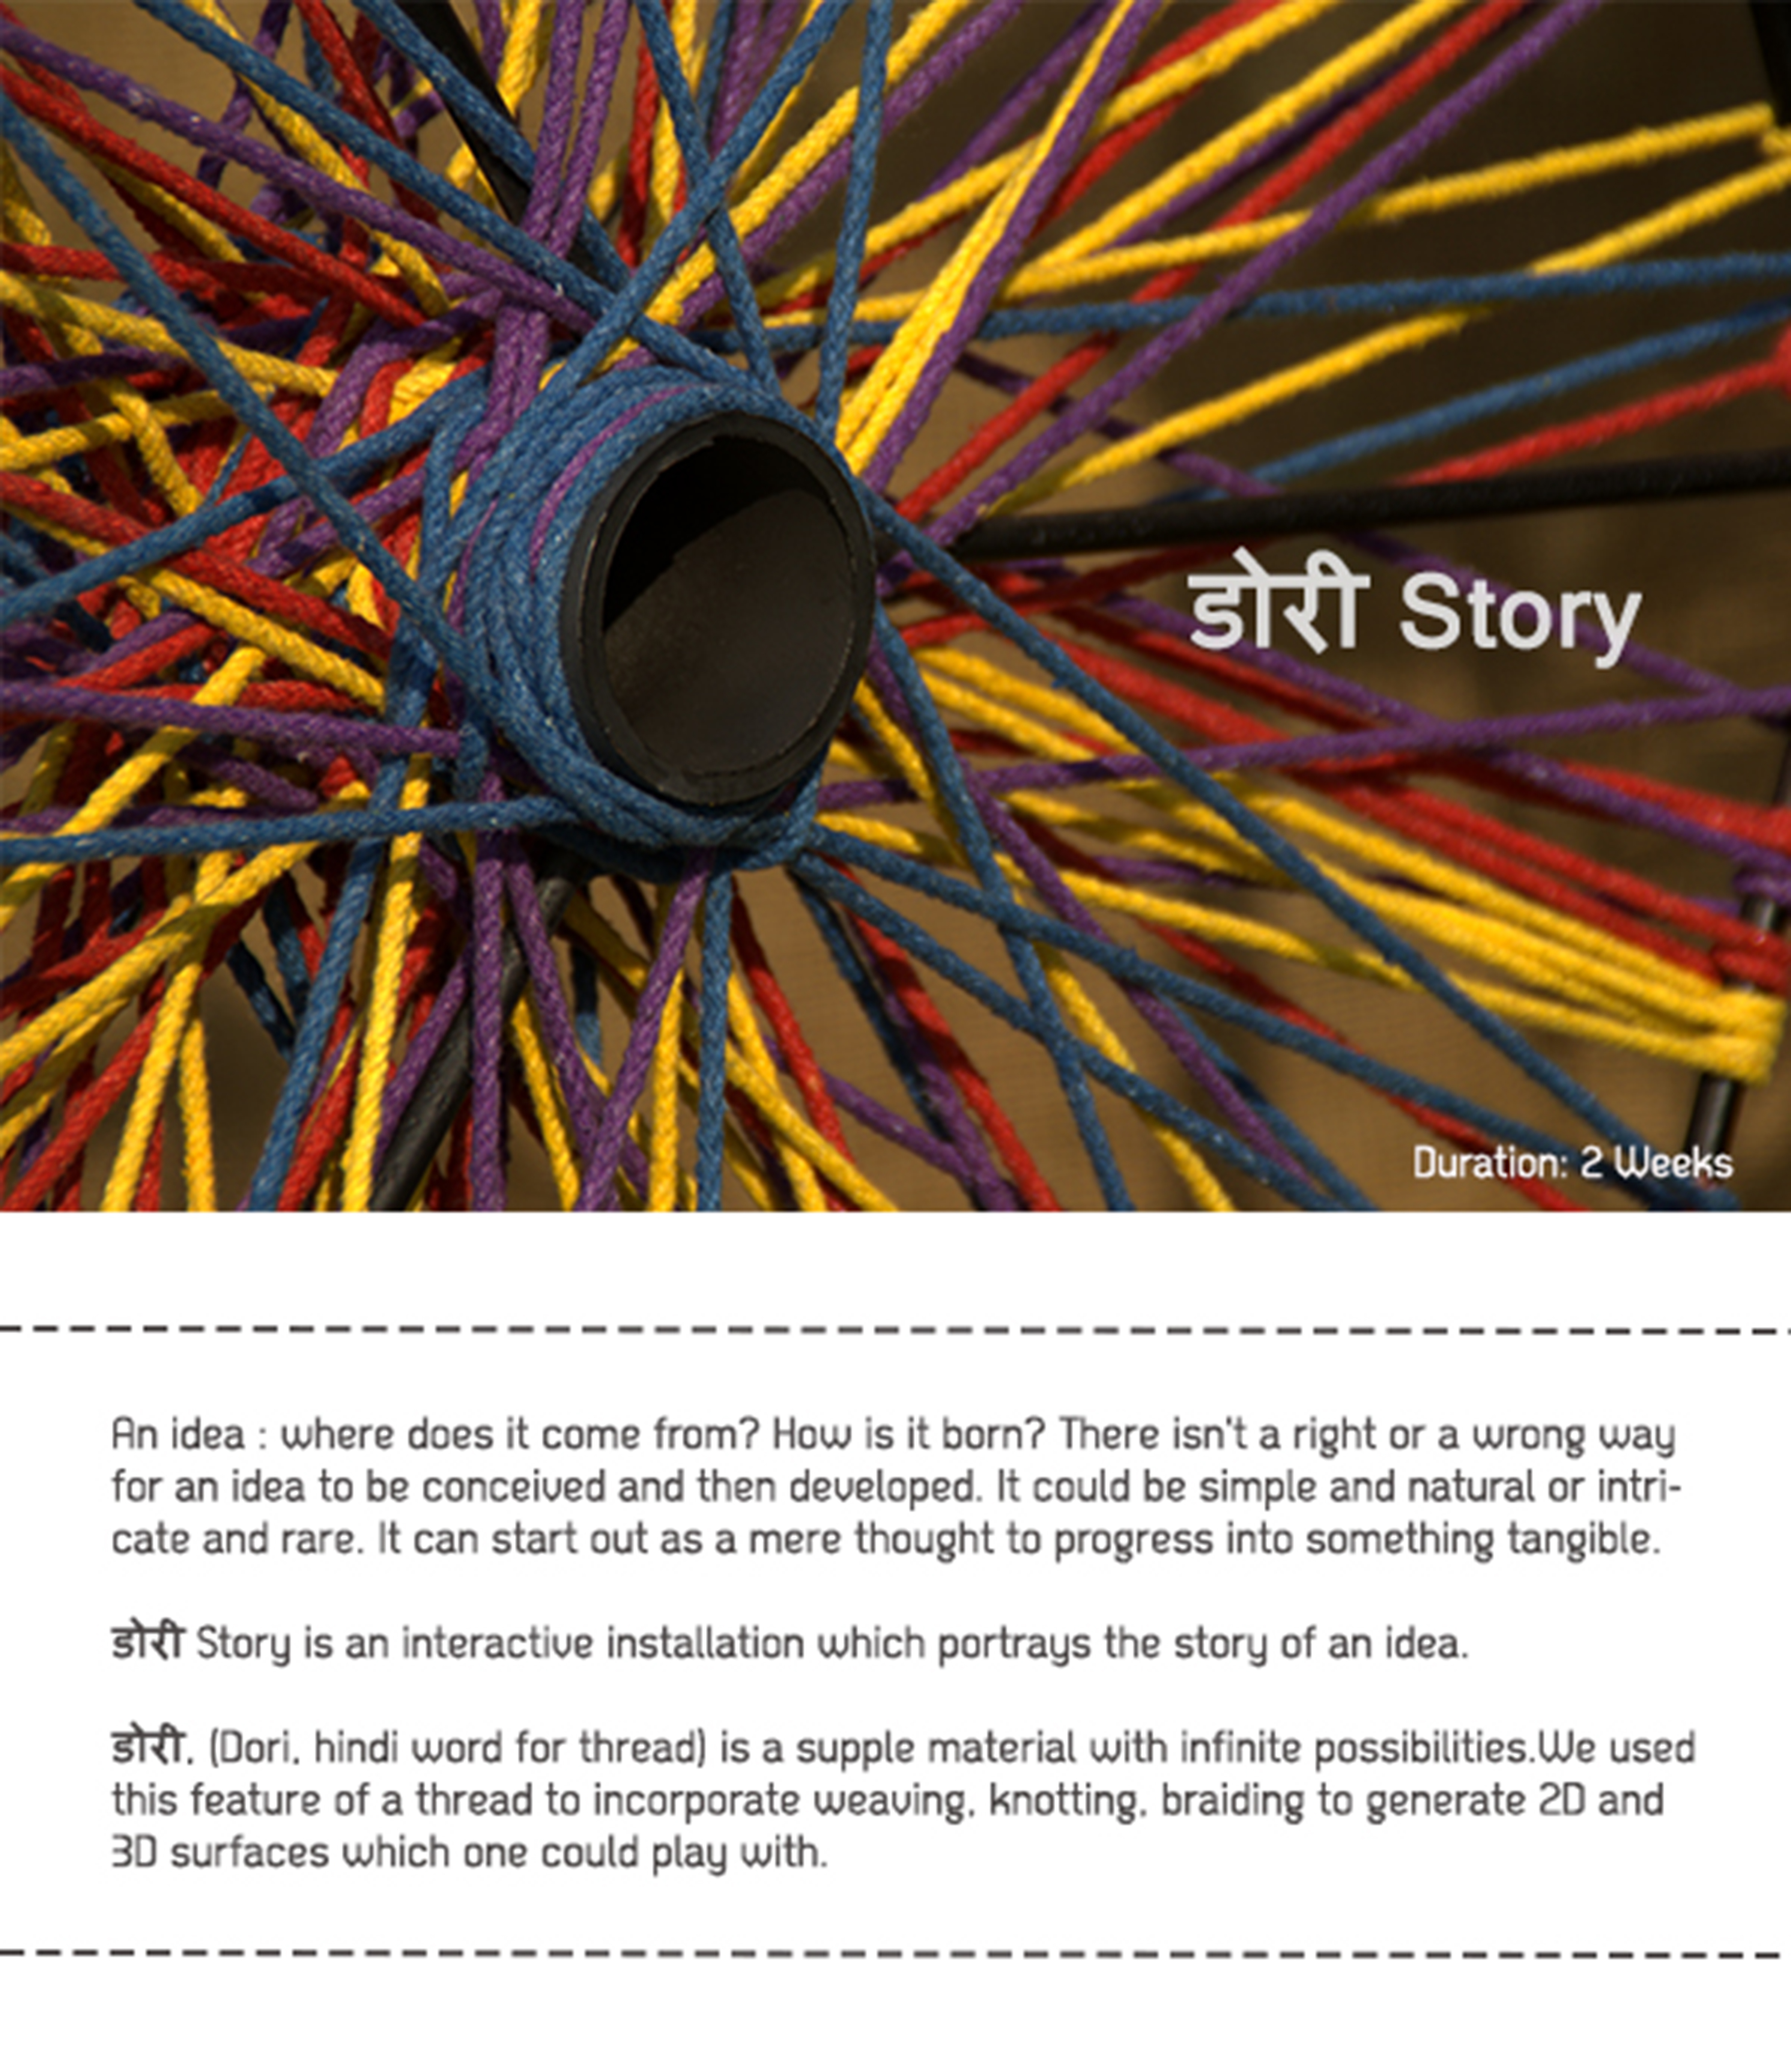 डोरी Story
Duration: 2 Weeks
An idea : where does it come from? How is it born? There isn't a right or a wrong way
for an idea to be conceived and then developed. It could be simple and natural or intri-
cate and rare. It can start out as a mere thought to progress into something tangible.
डोरी Story is an interactive installation which portrays the story of an idea.
डोरी, (Dori, hindi word for thread) is a supple material with infinite possibilities.We used
this feature of a thread to incorporate weaving, knotting, braiding to generate 2D and
3D surfaces which one could play with.